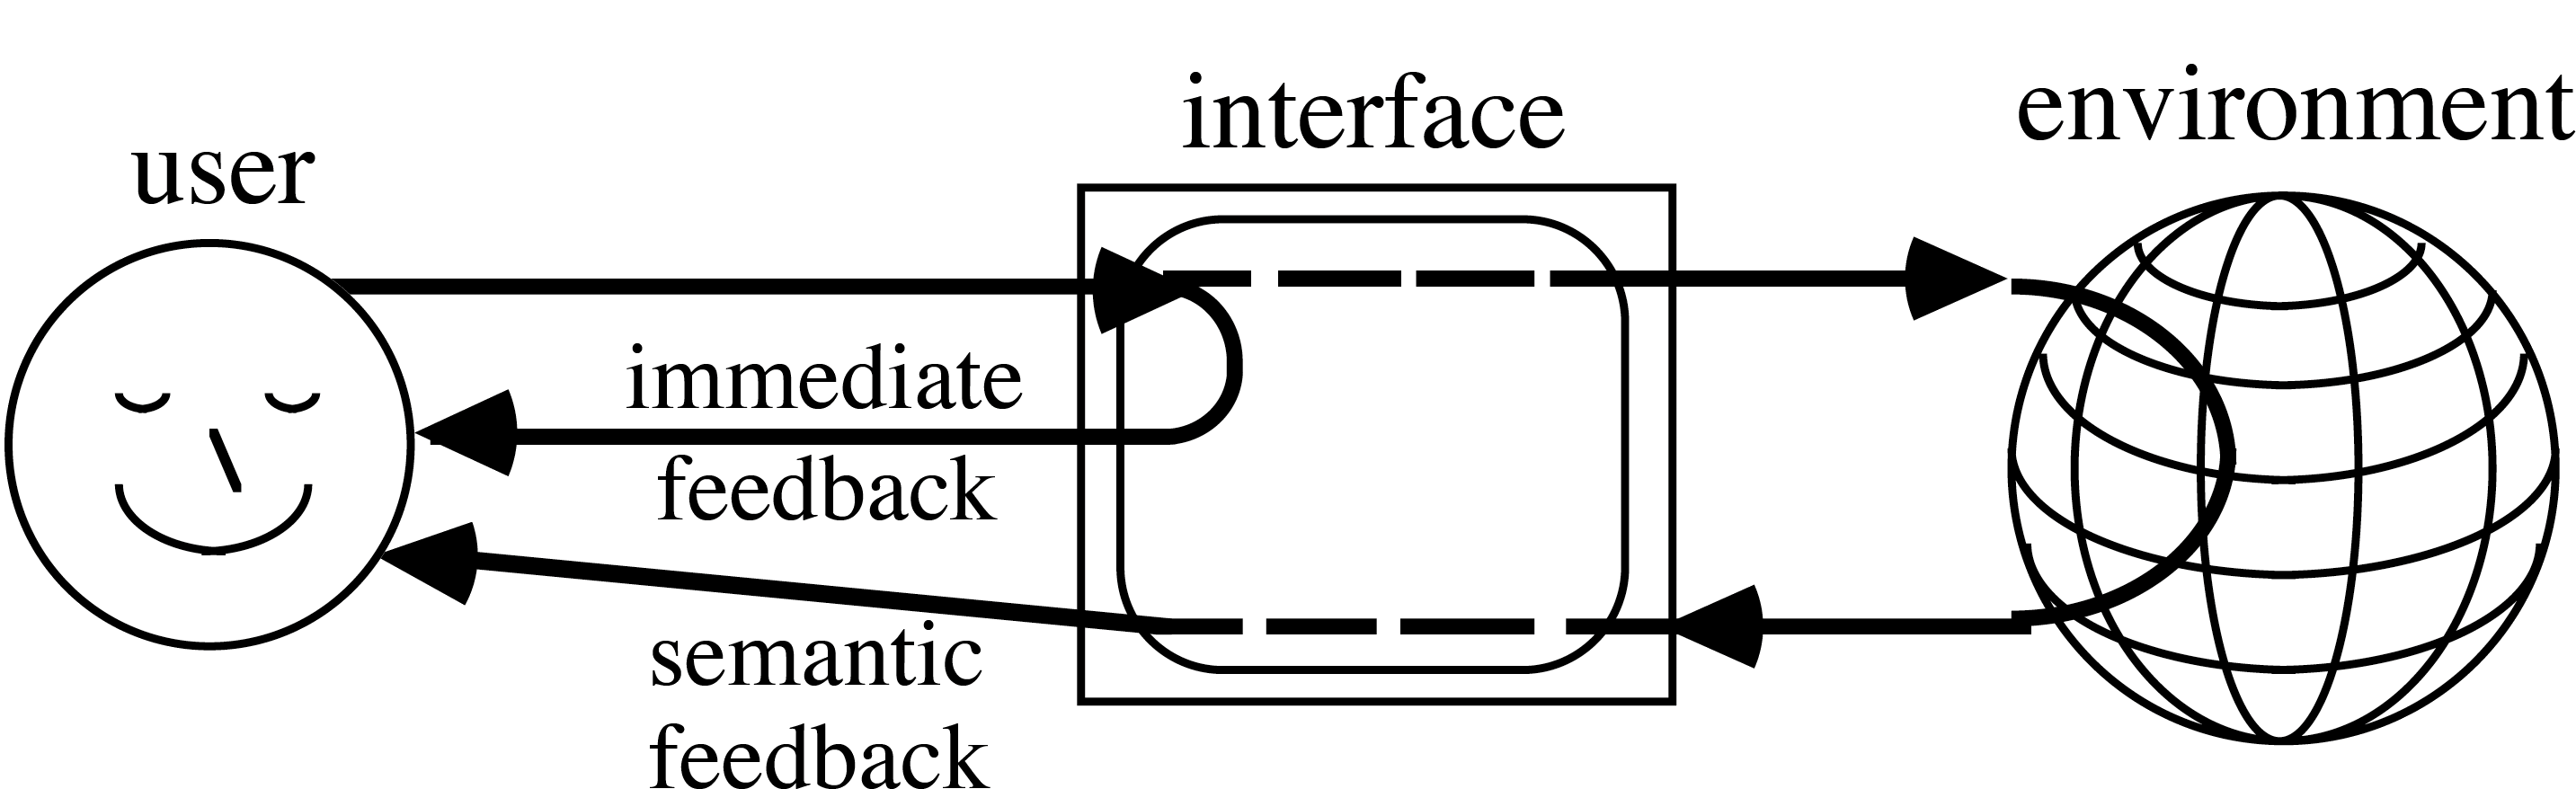 user
interface
environment
immediate
feedback
semantic
feedback